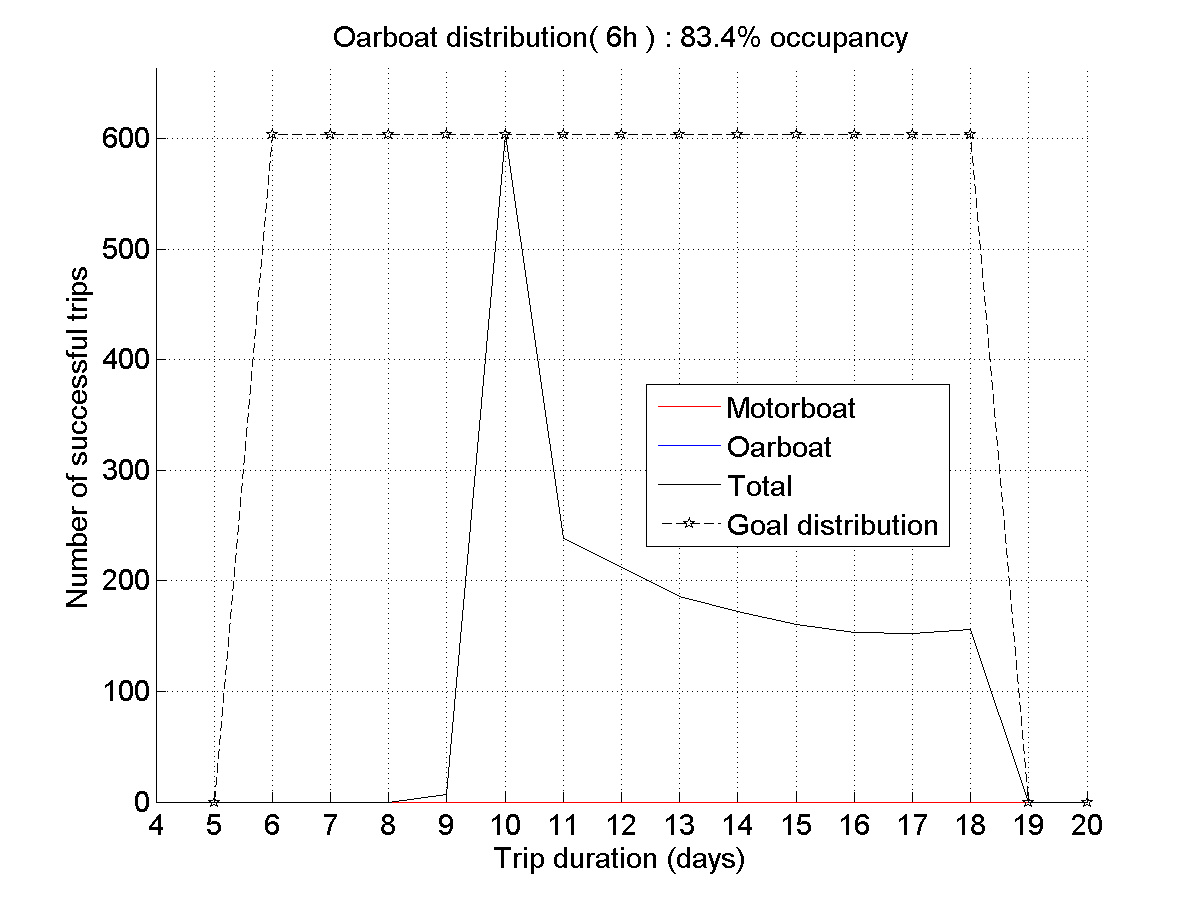 Oarboat distribution( 6h ) : 83.4% occupancy
Number of successful trips
600
500
400
300
200
100
0
Motorboat
Oarboat
Total
Goal distribution
4 5 6 7 8 9 10 11 12 13 14 15 16 17 18 19 20
Trip duration (days)